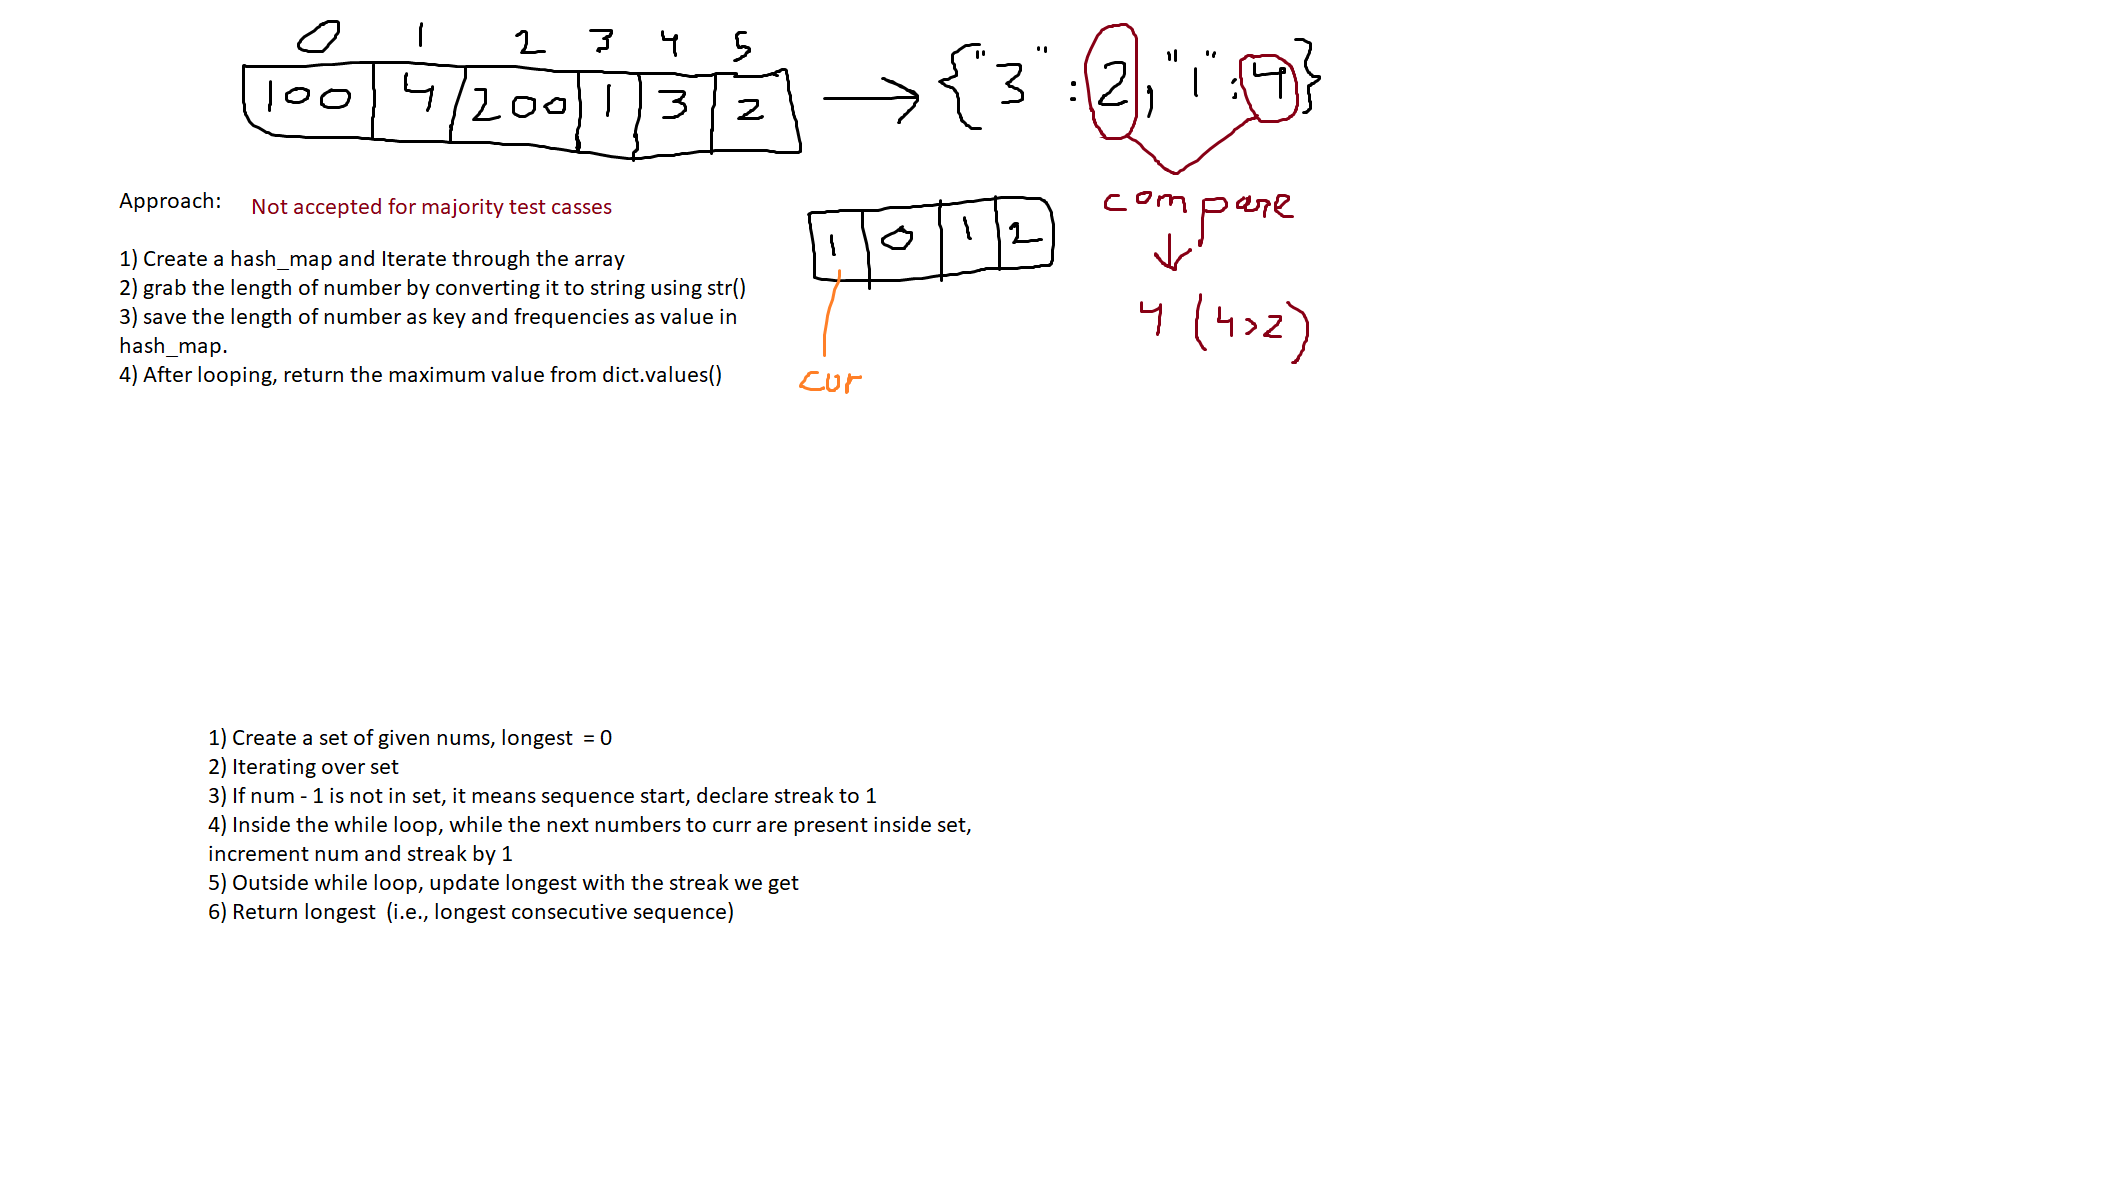 0 1 2 3 4 5
100 4 200 1 3 2 → {"3" : 2, "1" : 4}
Approach: Not accepted for majority test casses
1 0 1 2
compare
1) Create a hash_map and Iterate through the array
2) grab the length of number by converting it to string using str()
3) save the length of number as key and frequencies as value in
hash_map.
4) After looping, return the maximum value from dict.values()
4 (4>2)
cur
1) Create a set of given nums, longest = 0
2) Iterating over set
3) If num - 1 is not in set, it means sequence start, declare streak to 1
4) Inside the while loop, while the next numbers to curr are present inside set,
increment num and streak by 1
5) Outside while loop, update longest with the streak we get
6) Return longest (i.e., longest consecutive sequence)